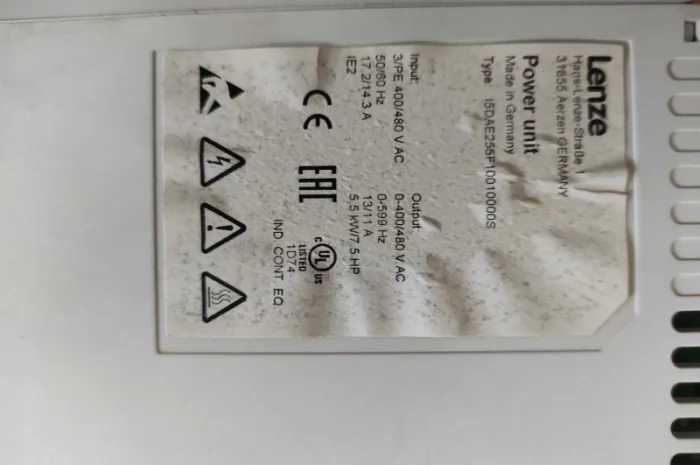 Lenze
Hans-Lenze-Straße 1
31855 Aerzen GERMANY
Power unit
Made in Germany
Type: I5DAE255F10010000S
Input:
3/PE 400/480 V AC
50/60 Hz
17.2/14.3 A
IE2
Output
0-400/480 V AC
0-599 Hz
13/11 A
5.5 kW/7.5 HP
CE
EAC
c UL us
LISTED
1D74
IND. CONT. EQ.